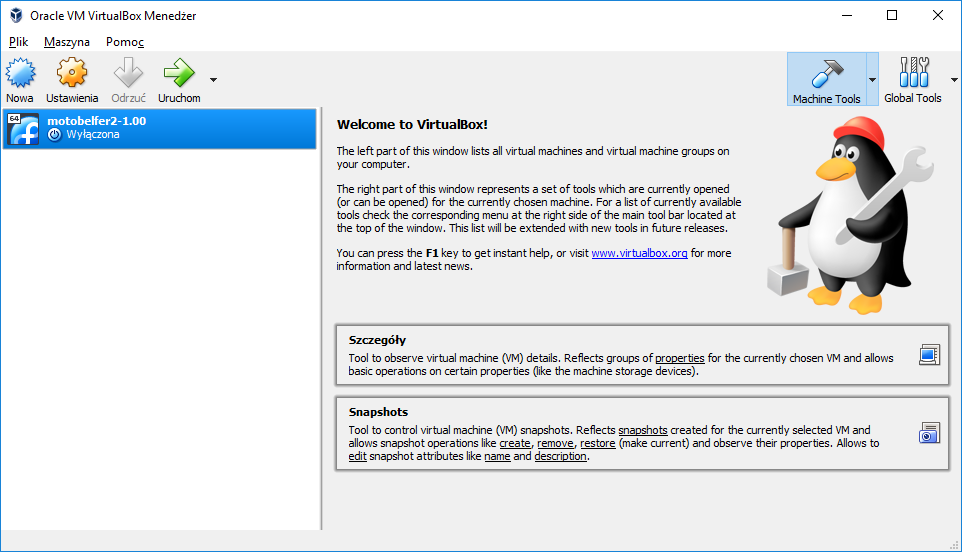 Oracle VM VirtualBox Menedżer
Plik Maszyna Pomoc
Nowa Ustawienia Odrzuć Uruchom Machine Tools Global Tools
64
motobelfer2-1.00
Wyłączona
Welcome to VirtualBox!
The left part of this window lists all virtual machines and virtual machine groups on
your computer.
The right part of this window represents a set of tools which are currently opened
(or can be opened) for the currently chosen machine. For a list of currently available
tools check the corresponding menu at the right side of the main tool bar located at
the top of the window. This list will be extended with new tools in future releases.
You can press the F1 key to get instant help, or visit www.virtualbox.org for more
information and latest news.
Szczegóły
Tool to observe virtual machine (VM) details. Reflects groups of properties for the currently chosen VM and allows
basic operations on certain properties (like the machine storage devices).
Snapshots
Tool to control virtual machine (VM) snapshots. Reflects snapshots created for the currently selected VM and
allows snapshot operations like create, remove, restore (make current) and observe their properties. Allows to
edit snapshot attributes like name and description.